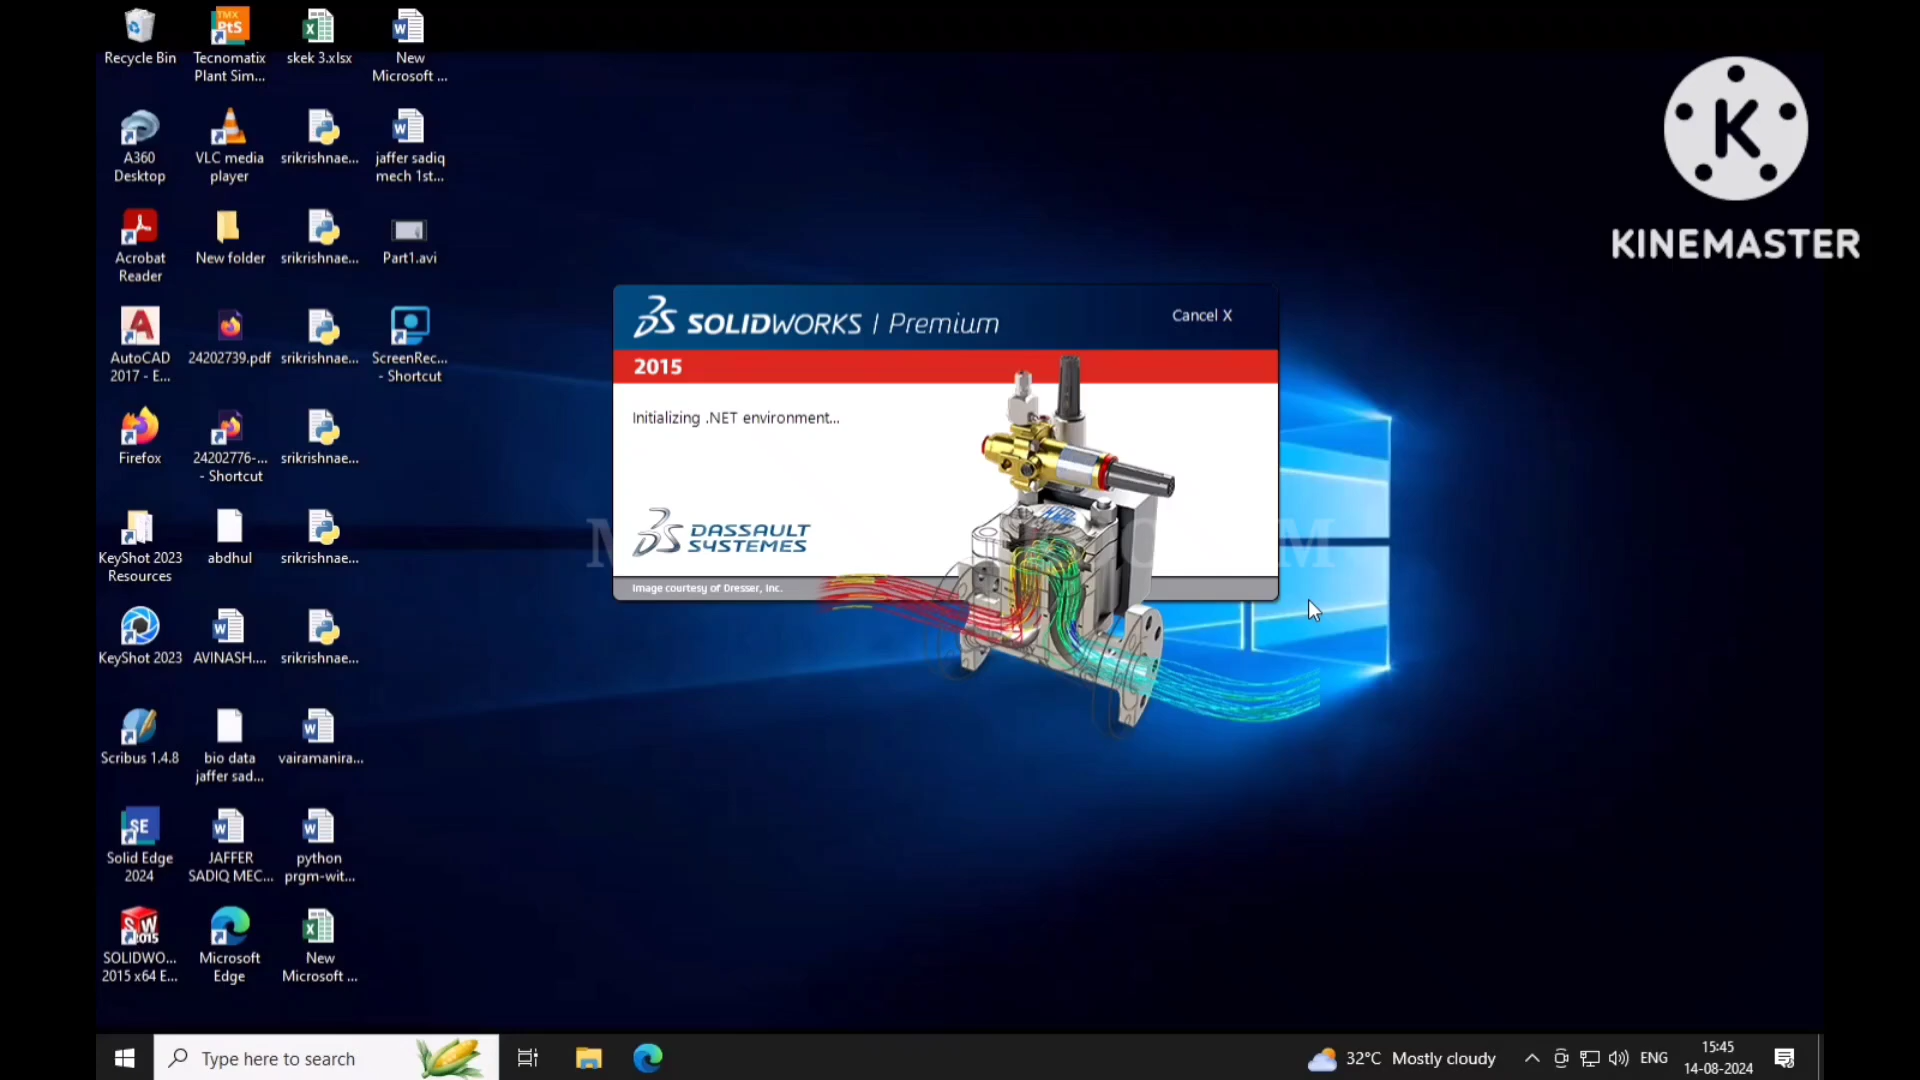 Recycle Bin
Tecnomatix
Plant Sim...
skek 3.xlsx
New
Microsoft ...
A360
Desktop
VLC media
player
srikrishnae...
jaffer sadiq
mech 1st...
Acrobat
Reader
New folder
srikrishnae...
Part1.avi
AutoCAD
2017 - E...
24202739.pdf
srikrishnae...
ScreenRec...
- Shortcut
Firefox
24202776-...
- Shortcut
srikrishnae...
KeyShot 2023
Resources
abdhul
srikrishnae...
KeyShot 2023
AVINASH....
srikrishnae...
Scribus 1.4.8
bio data
jaffer sad...
vairamanira...
Solid Edge
2024
JAFFER
SADIQ MEC...
python
prgm-wit...
SOLIDWO...
2015 x64 E...
Microsoft
Edge
New
Microsoft ...
TMX
PtS
SE
SW
2015
K
KINEMASTER
SOLIDWORKS | Premium
Cancel X
2015
Initializing .NET environment...
DASSAULT
SYSTEMES
Image courtesy of Dresser, Inc.
Type here to search
32°C Mostly cloudy
ENG
15:45
14-08-2024